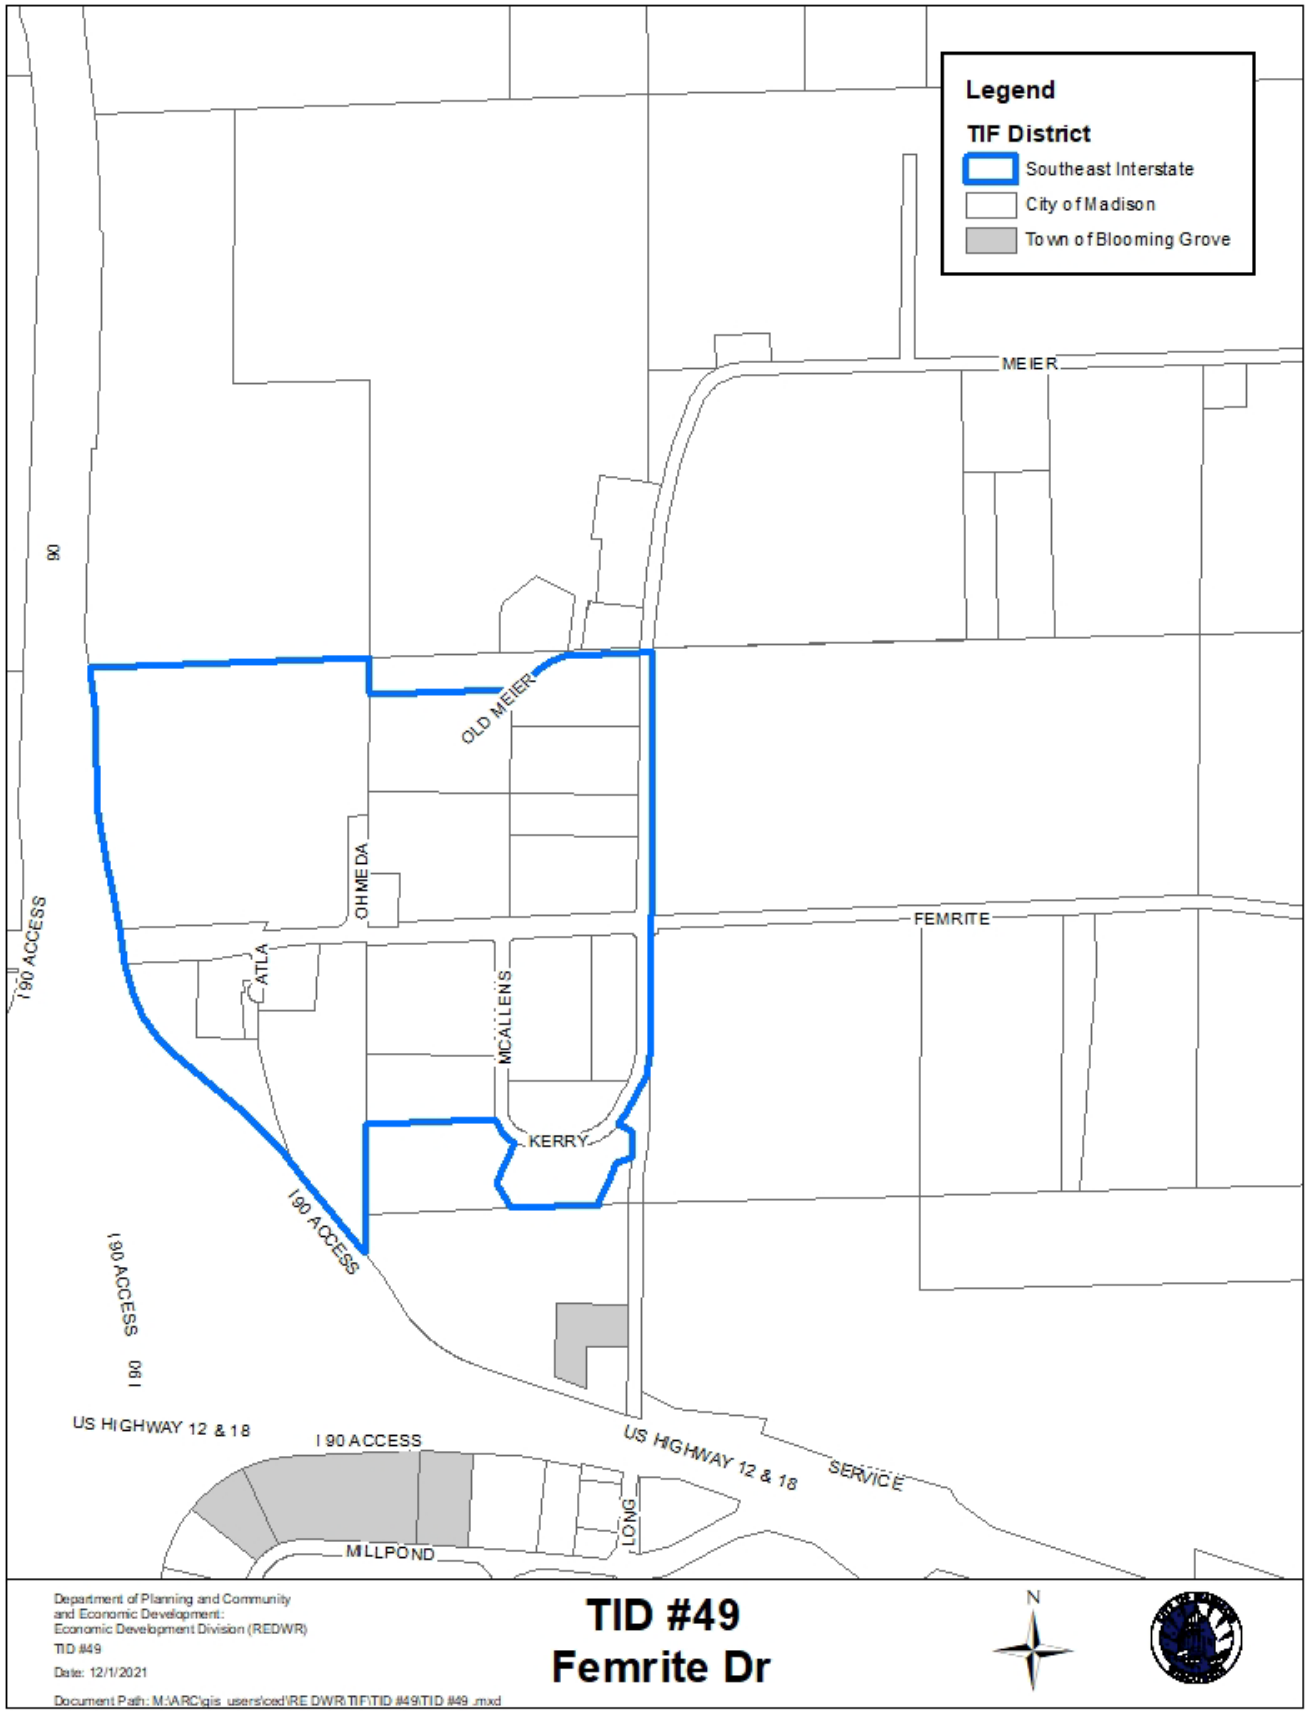 Legend
TIF District
Southeast Interstate
City of Madison
Town of Blooming Grove
MEIER
90
OLD MEIER
OHMEDA
I 90 ACCESS
FEMRITE
ATLA
MCALLENS
KERRY
I 90 ACCESS
I 90 ACCESS
I 90
US HIGHWAY 12 & 18
I 90 ACCESS
US HIGHWAY 12 & 18
SERVICE
LONG
MILLPOND
Department of Planning and Community
and Economic Development:
Economic Development Division (REDWR)
TID #49
Date: 12/1/2021
Document Path: M:\ARC\gis_users\ced\REDWR\TIF\TID #49\TID #49 .mxd
TID #49
Femrite Dr
N